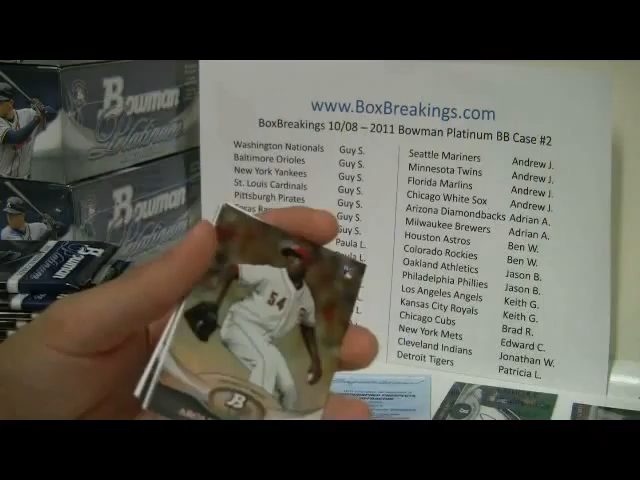 www.BoxBreakings.com
BoxBreakings 10/08 – 2011 Bowman Platinum BB Case #2
Washington Nationals Guy S.
Baltimore Orioles Guy S.
New York Yankees Guy S.
St. Louis Cardinals Guy S.
Pittsburgh Pirates Guy S.
Guy S.
Paula L.
Seattle Mariners Andrew J.
Minnesota Twins Andrew J.
Florida Marlins Andrew J.
Chicago White Sox Andrew J.
Arizona Diamondbacks Adrian A.
Milwaukee Brewers Adrian A.
Houston Astros Ben W.
Colorado Rockies Ben W.
Oakland Athletics Jason B.
Philadelphia Phillies Jason B.
Los Angeles Angels Keith G.
Kansas City Royals Keith G.
Chicago Cubs Brad R.
New York Mets Edward C.
Cleveland Indians Jonathan W.
Detroit Tigers Patricia L.
Bowman
Platinum
Bowman
Platinum
Bowman
54
B